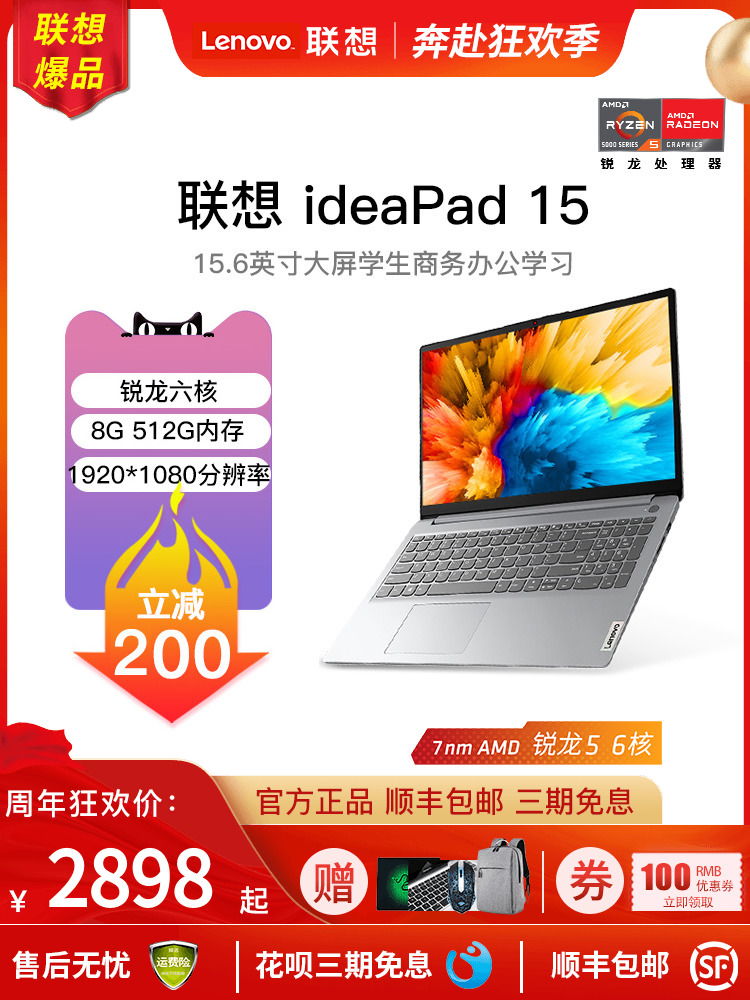 联想
爆品
Lenovo 联想 | 奔赴狂欢季
AMD
RYZEN
5000 SERIES 5
AMD
RADEON
GRAPHICS
锐龙处理器
联想 ideaPad 15
15.6英寸大屏学生商务办公学习
锐龙六核
8G 512G内存
1920*1080分辨率
立减
200
Lenovo
7nm AMD 锐龙5 6核
周年狂欢价：
官方正品 顺丰包邮 三期免息
¥ 2898 起
赠
券
100 RMB
优惠券
立即领取
售后无忧
运费险
花呗三期免息
顺丰包邮
SF